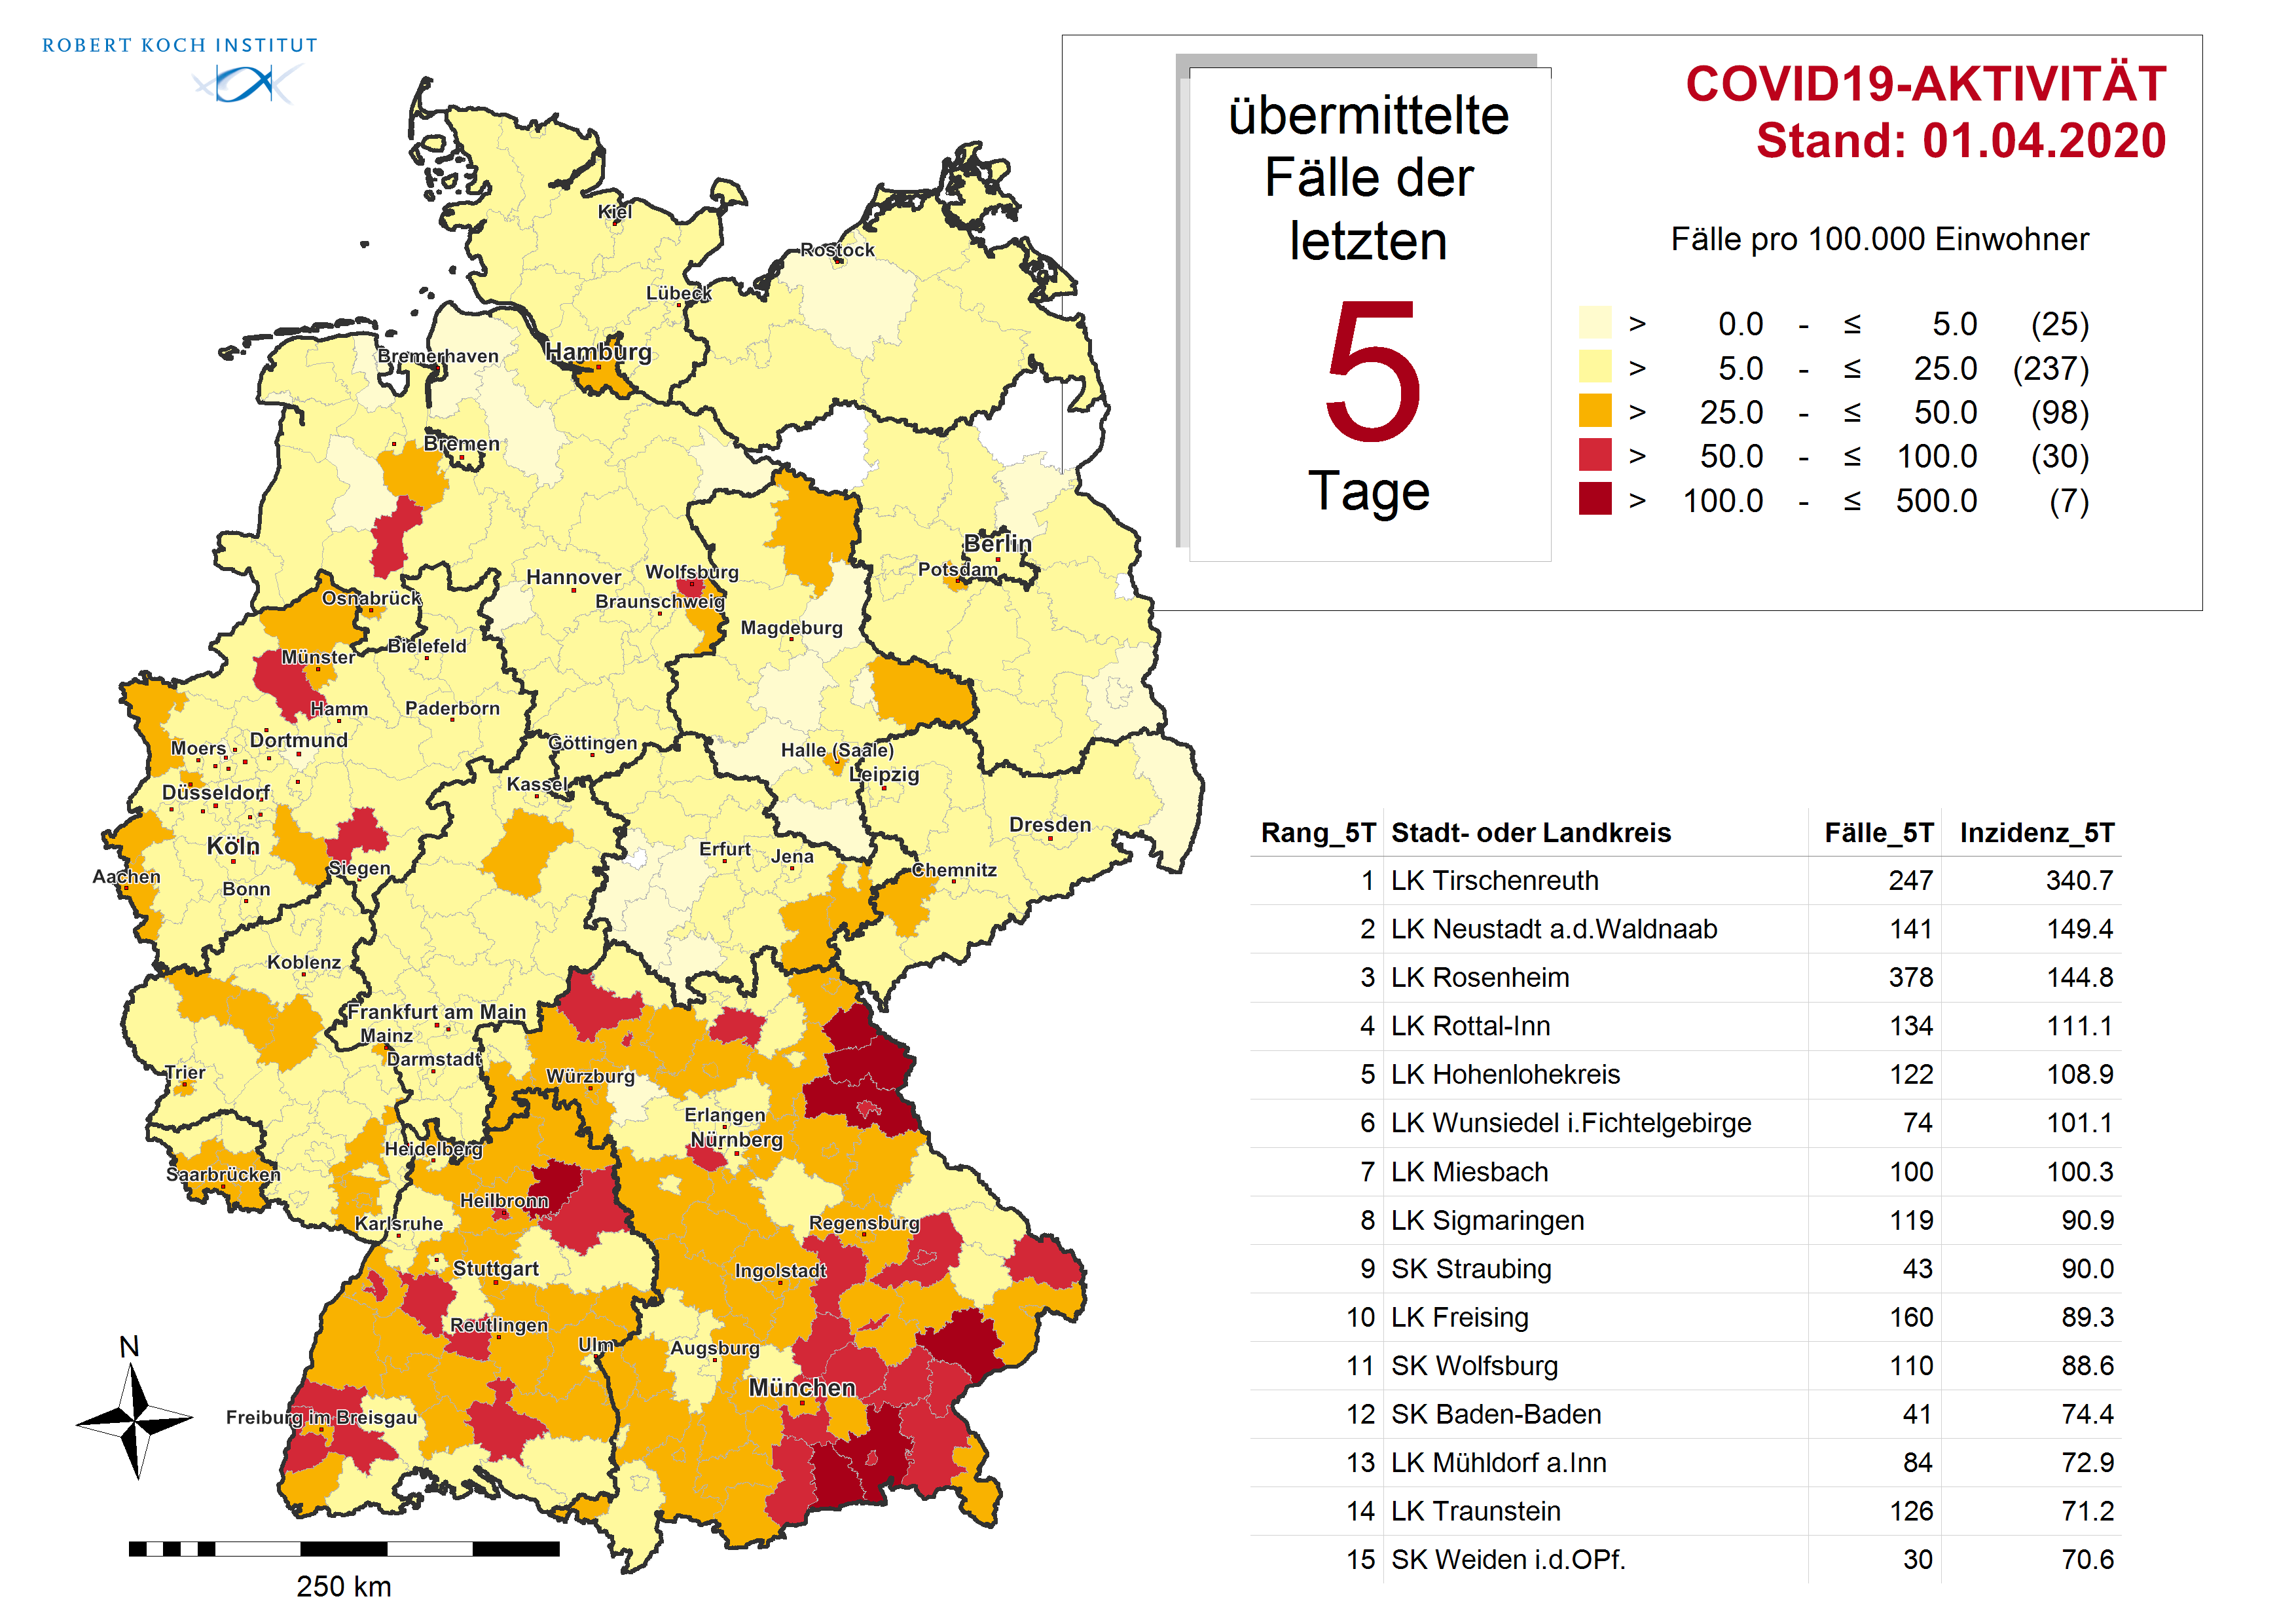 ROBERT KOCH INSTITUT
übermittelte
Fälle der
letzten
5
Tage
COVID19-AKTIVITÄT
Stand: 01.04.2020
Fälle pro 100.000 Einwohner
> 0.0 - ≤ 5.0 (25)
> 5.0 - ≤ 25.0 (237)
> 25.0 - ≤ 50.0 (98)
> 50.0 - ≤ 100.0 (30)
> 100.0 - ≤ 500.0 (7)
Kiel
Rostock
Lübeck
Bremerhaven
Hamburg
Bremen
Berlin
Potsdam
Hannover
Wolfsburg
Braunschweig
Osnabrück
Magdeburg
Bielefeld
Münster
Hamm
Paderborn
Moers
Dortmund
Göttingen
Halle (Saale)
Leipzig
Kassel
Düsseldorf
Dresden
Köln
Erfurt
Jena
Siegen
Chemnitz
Aachen
Bonn
Koblenz
Frankfurt am Main
Mainz
Darmstadt
Trier
Würzburg
Erlangen
Nürnberg
Heidelberg
Saarbrücken
Heilbronn
Karlsruhe
Regensburg
Stuttgart
Ingolstadt
Reutlingen
Ulm
Augsburg
München
Freiburg im Breisgau
N
250 km
Rang_5T Stadt- oder Landkreis Fälle_5T Inzidenz_5T
1 LK Tirschenreuth 247 340.7
2 LK Neustadt a.d.Waldnaab 141 149.4
3 LK Rosenheim 378 144.8
4 LK Rottal-Inn 134 111.1
5 LK Hohenlohekreis 122 108.9
6 LK Wunsiedel i.Fichtelgebirge 74 101.1
7 LK Miesbach 100 100.3
8 LK Sigmaringen 119 90.9
9 SK Straubing 43 90.0
10 LK Freising 160 89.3
11 SK Wolfsburg 110 88.6
12 SK Baden-Baden 41 74.4
13 LK Mühldorf a.Inn 84 72.9
14 LK Traunstein 126 71.2
15 SK Weiden i.d.OPf. 30 70.6